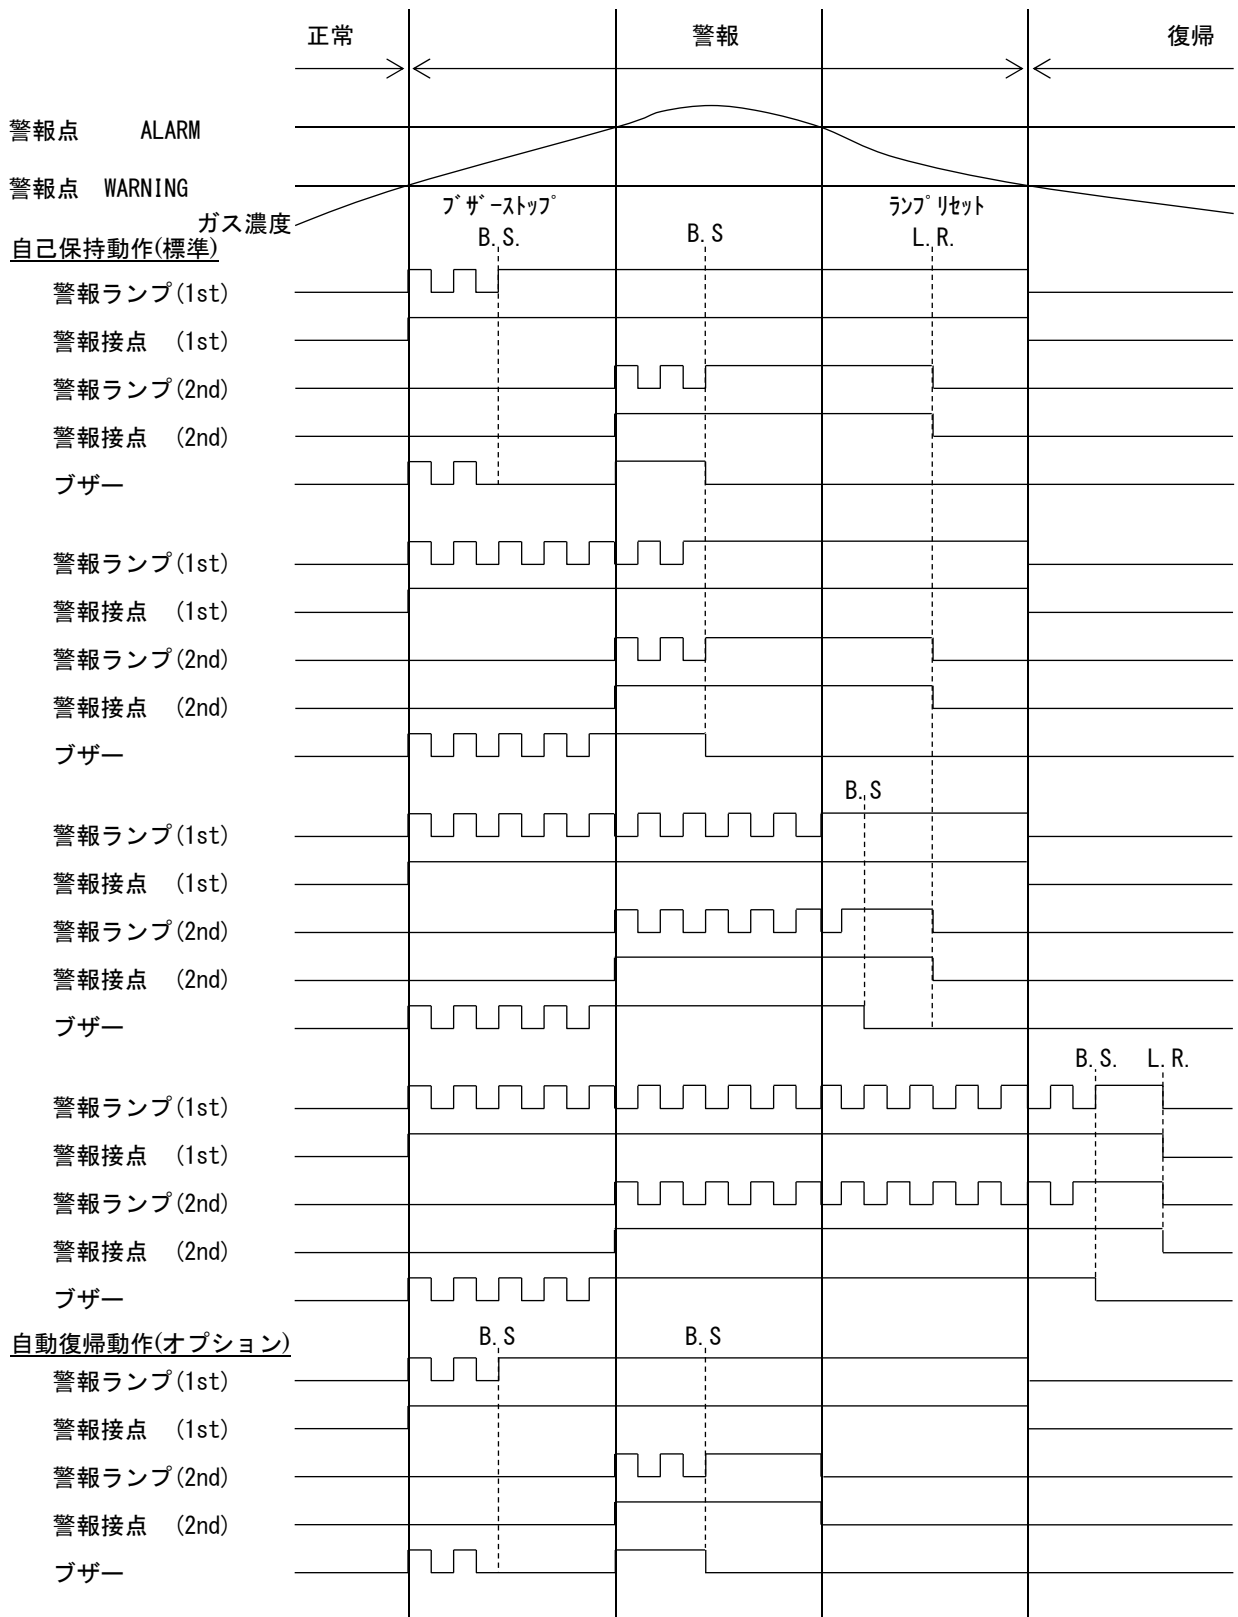 正常 警報 復帰
警報点 ALARM
警報点 WARNING
ブザーストップ ランプリセット
ガス濃度
B.S. B.S L.R.
自己保持動作(標準)
警報ランプ(1st)
警報接点 (1st)
警報ランプ(2nd)
警報接点 (2nd)
ブザー
警報ランプ(1st)
警報接点 (1st)
警報ランプ(2nd)
警報接点 (2nd)
ブザー
B.S
警報ランプ(1st)
警報接点 (1st)
警報ランプ(2nd)
警報接点 (2nd)
ブザー
B.S. L.R.
警報ランプ(1st)
警報接点 (1st)
警報ランプ(2nd)
警報接点 (2nd)
ブザー
自動復帰動作(オプション) B.S B.S
警報ランプ(1st)
警報接点 (1st)
警報ランプ(2nd)
警報接点 (2nd)
ブザー